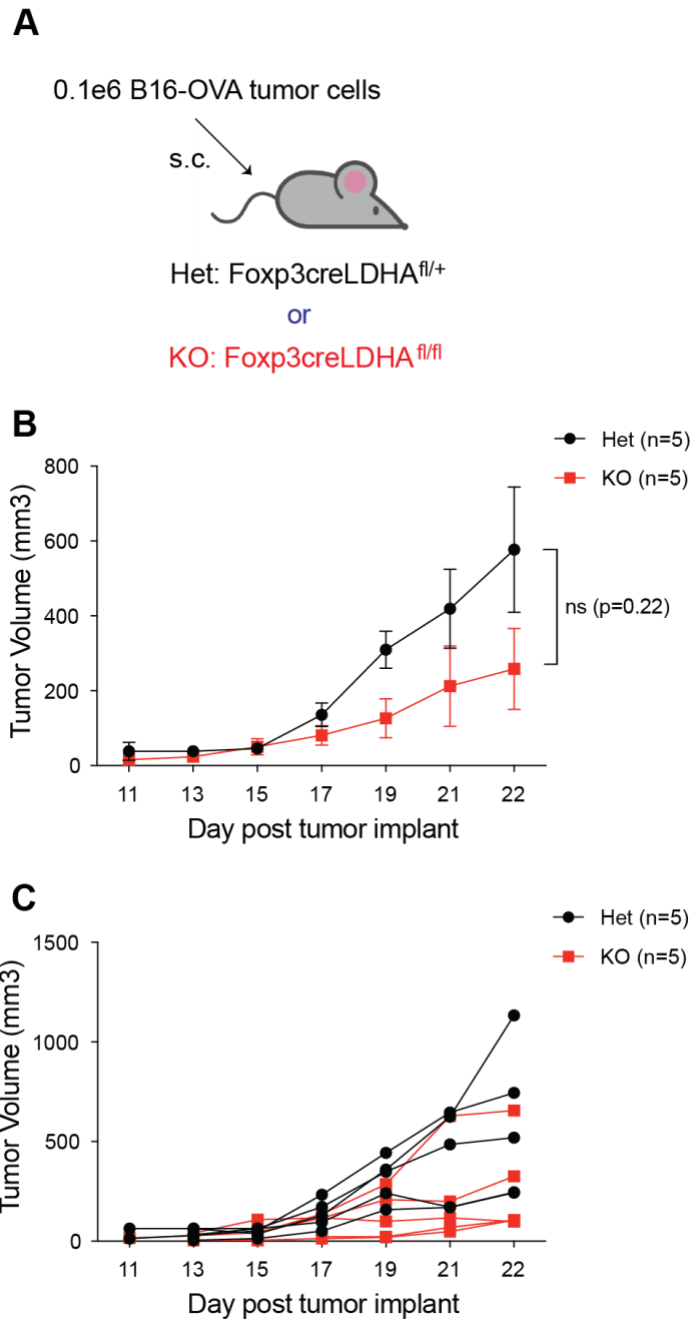 A
0.1e6 B16-OVA tumor cells
s.c.
Het: Foxp3creLDHAfl/+
or
KO: Foxp3creLDHAfl/fl
B
Het (n=5)
KO (n=5)
800
600
400
200
0
Tumor Volume (mm3)
ns (p=0.22)
11 13 15 17 19 21 22
Day post tumor implant
C
Het (n=5)
KO (n=5)
1500
1000
500
0
Tumor Volume (mm3)
11 13 15 17 19 21 22
Day post tumor implant